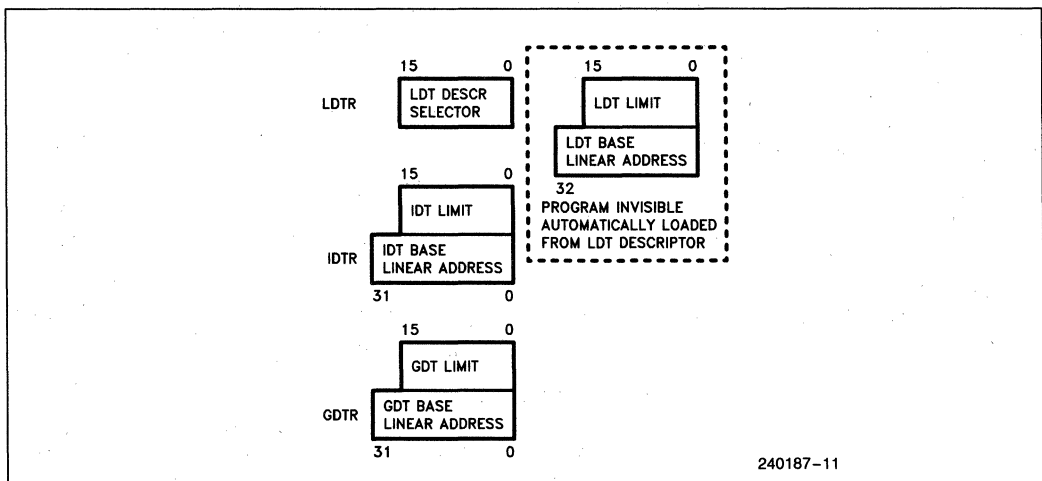 15 0
LDTR
LDT DESCR
SELECTOR
15 0
LDT LIMIT
LDT BASE
LINEAR ADDRESS
32
PROGRAM INVISIBLE
AUTOMATICALLY LOADED
FROM LDT DESCRIPTOR
15 0
IDT LIMIT
IDTR
IDT BASE
LINEAR ADDRESS
31 0
15 0
GDT LIMIT
GDTR
GDT BASE
LINEAR ADDRESS
31 0
240187-11